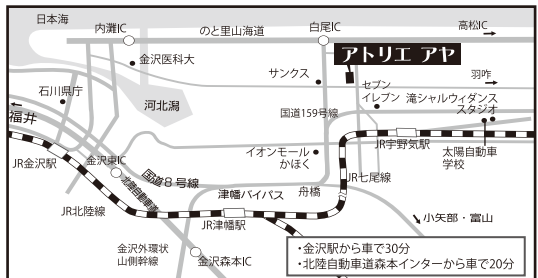 日本海
内灘IC
のと里山海道
白尾IC
高松IC
アトリエ アヤ
金沢医科大
サンクス
羽咋
石川県庁
セブン
イレブン
滝シャルウィダンス
スタジオ
福井
河北潟
国道159号線
JR宇野気駅
イオンモール
かほく
太陽自動車
学校
JR金沢駅
金沢東IC
国道8号線
JR七尾線
北陸自動車道
津幡バイパス
舟橋
JR北陸線
JR津幡駅
小矢部・富山
金沢外環状
山側幹線
金沢森本IC
・金沢駅から車で30分
・北陸自動車道森本インターから車で20分